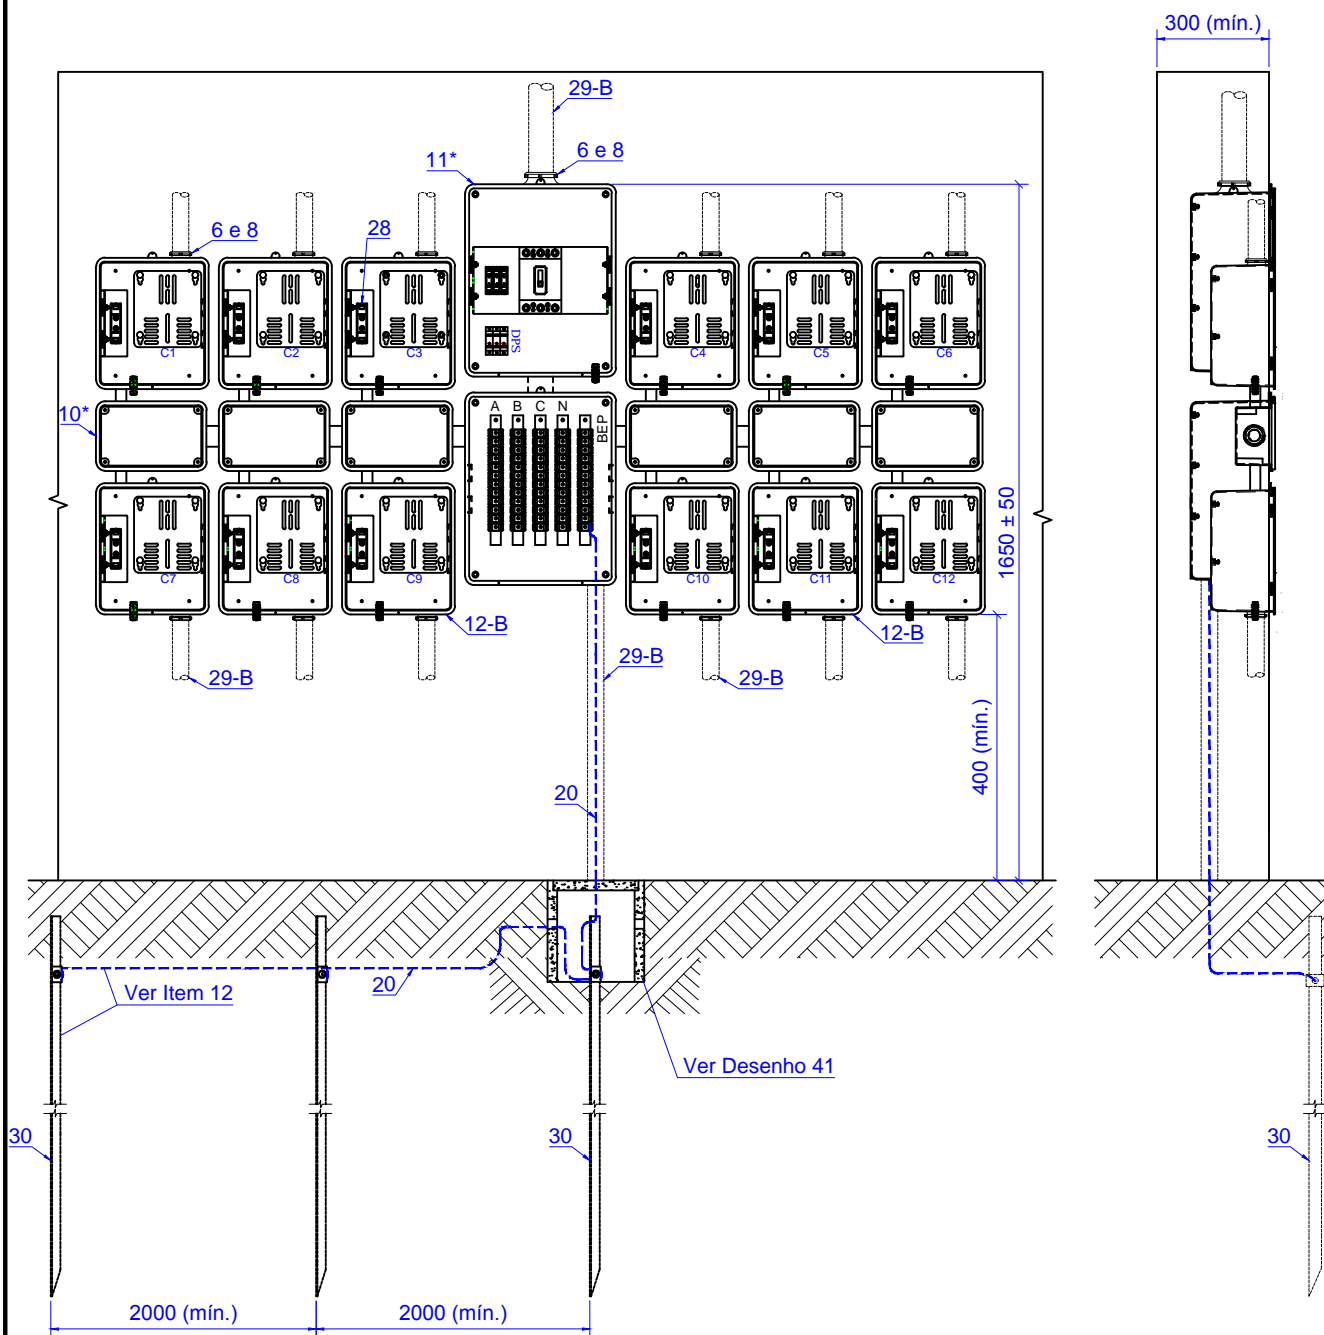 300 (mín.)
29-B
6 e 8
11*
6 e 8
28
DPS
C1
C2
C3
C4
C5
C6
10*
A B C N
BEP
1650 ± 50
C7
C8
C9
C10
C11
C12
12-B
12-B
29-B
29-B
29-B
400 (mín.)
20
20
Ver Item 12
Ver Desenho 41
30
30
30
2000 (mín.)
2000 (mín.)